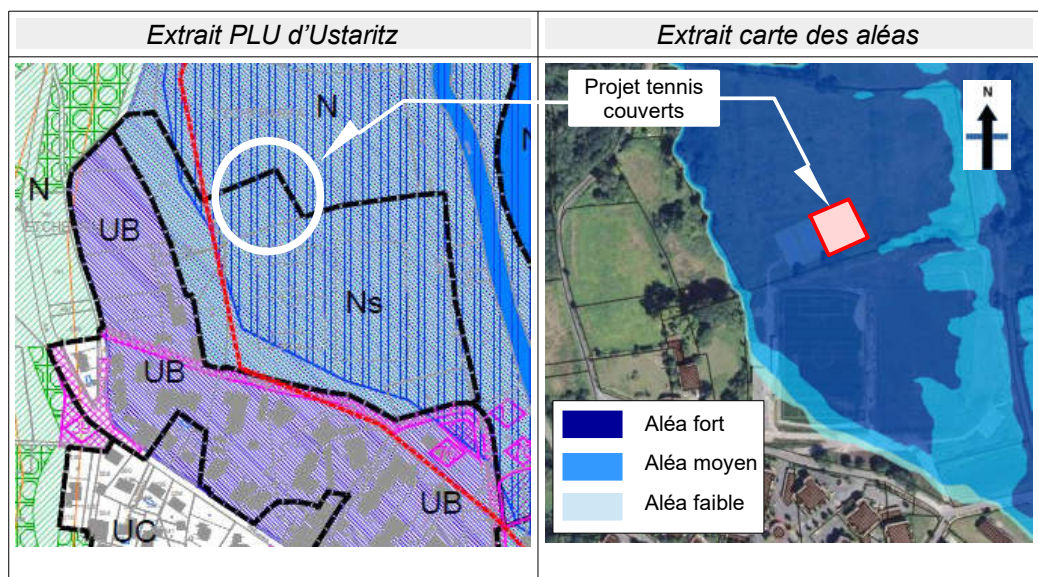 Extrait PLU d'Ustaritz
Extrait carte des aléas
Projet tennis
couverts
N
N
N
N
UB
Ns
UB
UB
UC
Aléa fort
Aléa moyen
Aléa faible